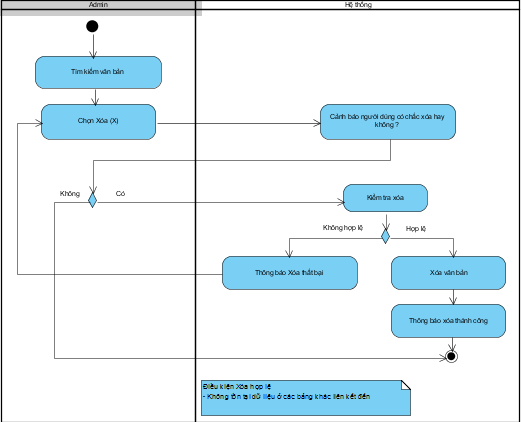 Admin
Hệ thống
Tìm kiếm văn bản
Chọn Xóa (X)
Cảnh báo người dùng có chắc xóa hay
không ?
Không
Có
Kiểm tra xóa
Không hợp lệ
Hợp lệ
Thông báo Xóa thất bại
Xóa văn bản
Thông báo xóa thành công
Điều kiện Xóa hợp lệ
- Không tồn tại dữ liệu ở các bảng khác liên kết đến